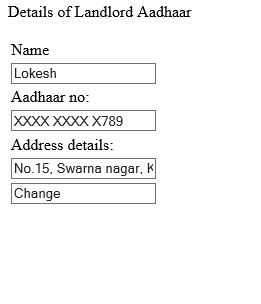 Details of Landlord Aadhaar
Name
Lokesh
Aadhaar no:
XXXX XXXX X789
Address details:
No.15, Swarna nagar, K
Change